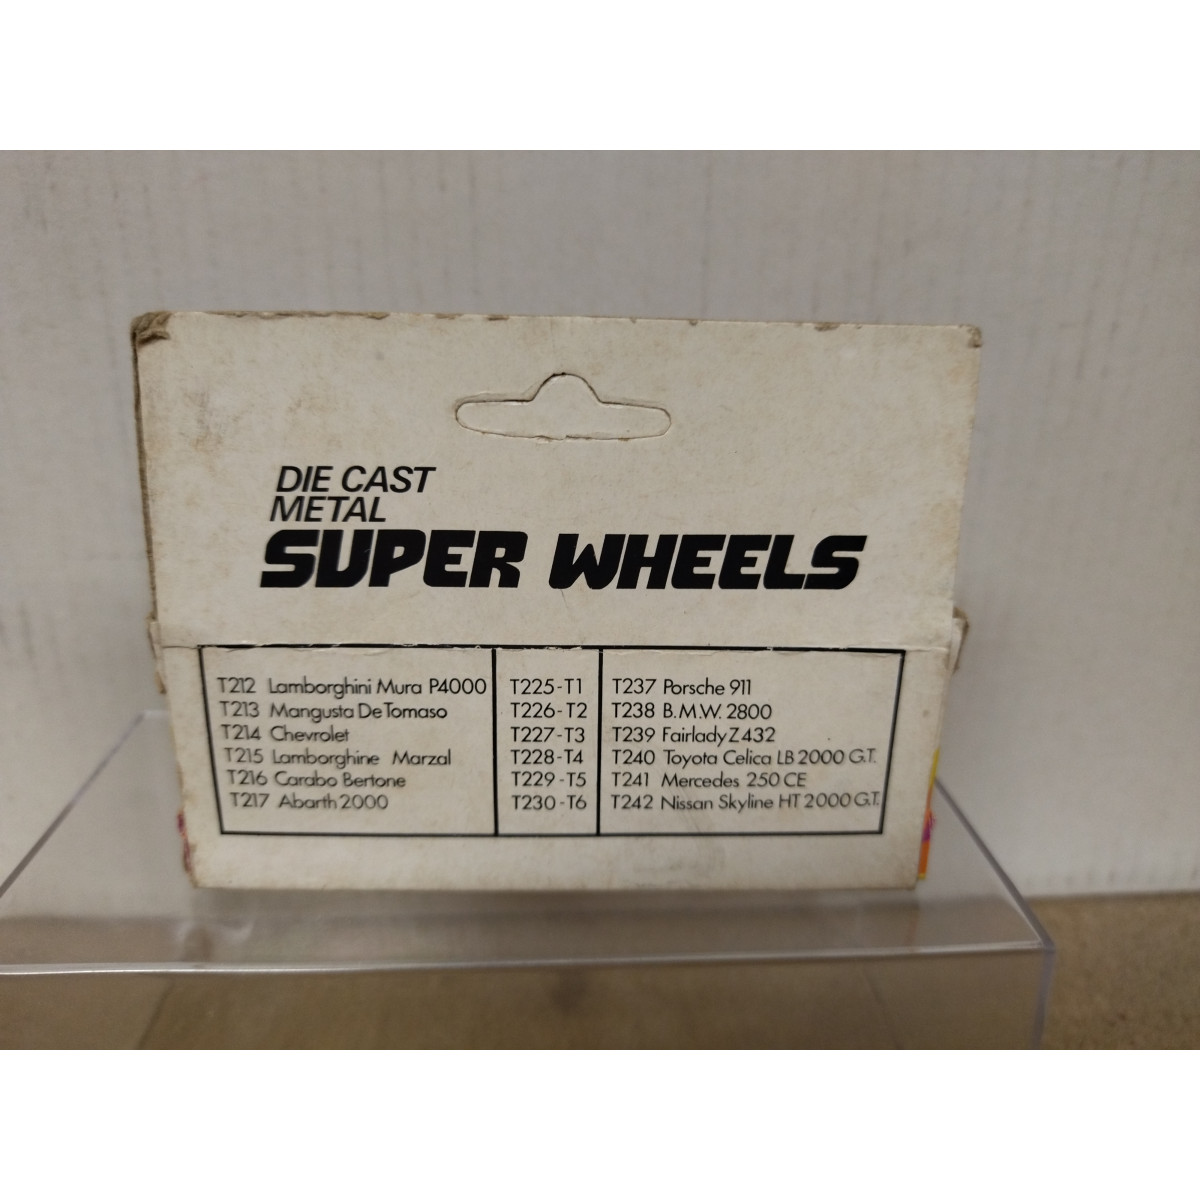 DIE CAST
METAL
SUPER WHEELS
T212 Lamborghini Mura P4000
T213 Mangusta De Tomaso
T214 Chevrolet
T215 Lamborghine Marzal
T216 Carabo Bertone
T217 Abarth 2000
T225-T1
T226-T2
T227-T3
T228-T4
T229-T5
T230-T6
T237 Porsche 911
T238 B.M.W. 2800
T239 Fairlady Z432
T240 Toyota Celica LB 2000 G.T.
T241 Mercedes 250 CE
T242 Nissan Skyline HT 2000 G.T.